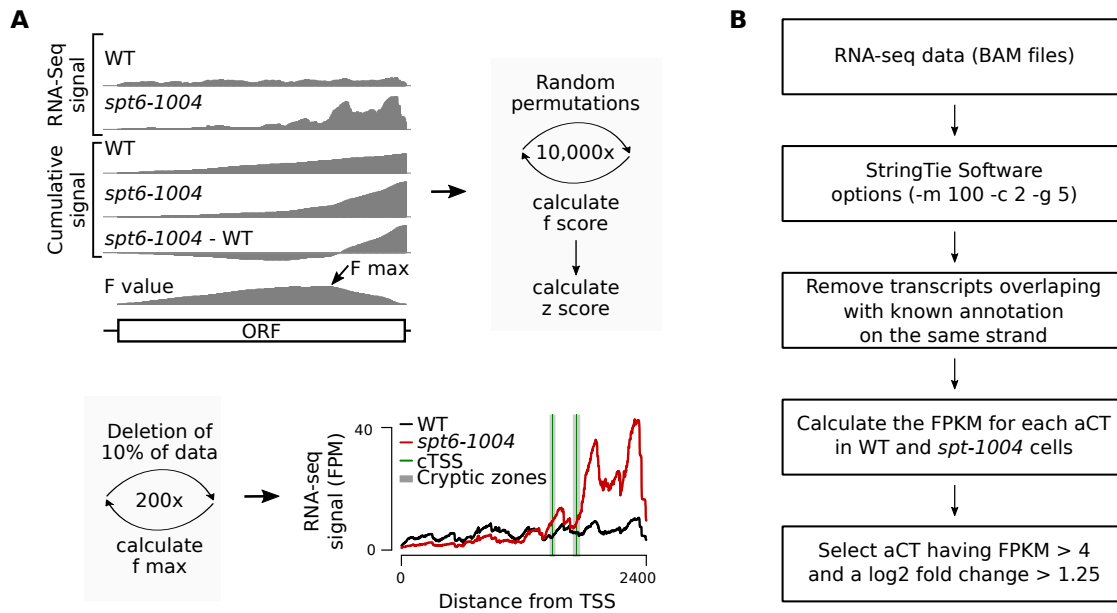 A
RNA-Seq
signal
WT
spt6-1004
Cumulative
signal
WT
spt6-1004
spt6-1004 - WT
F max
F value
ORF
Random
permutations
10,000x
calculate
f score
calculate
z score
Deletion of
10% of data
200x
calculate
f max
RNA-seq
signal (FPM)
40
0
WT
spt6-1004
cTSS
Cryptic zones
0
2400
Distance from TSS
B
RNA-seq data (BAM files)
StringTie Software
options (-m 100 -c 2 -g 5)
Remove transcripts overlaping
with known annotation
on the same strand
Calculate the FPKM for each aCT
in WT and spt-1004 cells
Select aCT having FPKM > 4
and a log2 fold change > 1.25